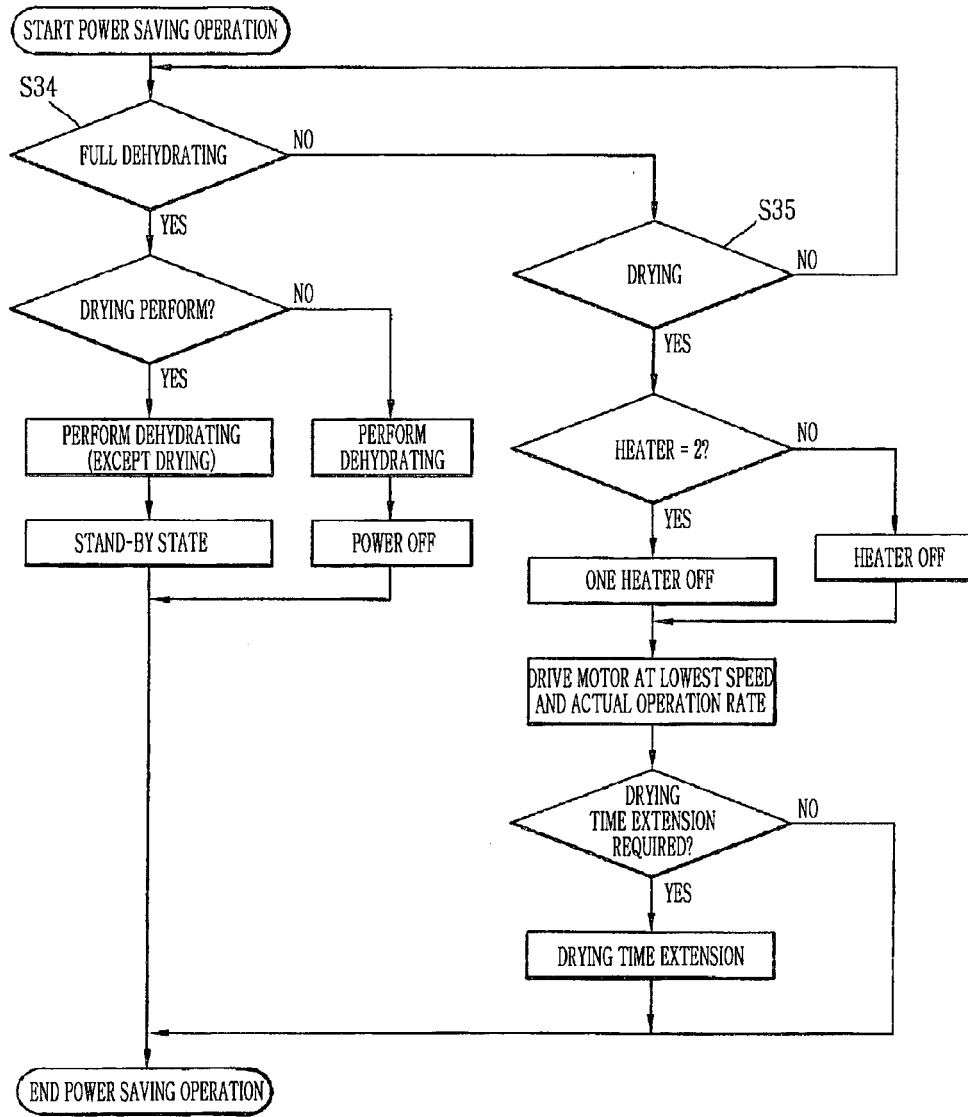 START POWER SAVING OPERATION
S34
FULL DEHYDRATING
NO
YES
S35
DRYING
NO
YES
DRYING PERFORM?
NO
YES
PERFORM DEHYDRATING
(EXCEPT DRYING)
PERFORM
DEHYDRATING
STAND-BY STATE
POWER OFF
HEATER = 2?
NO
YES
ONE HEATER OFF
HEATER OFF
DRIVE MOTOR AT LOWEST SPEED
AND ACTUAL OPERATION RATE
DRYING
TIME EXTENSION
REQUIRED?
NO
YES
DRYING TIME EXTENSION
END POWER SAVING OPERATION